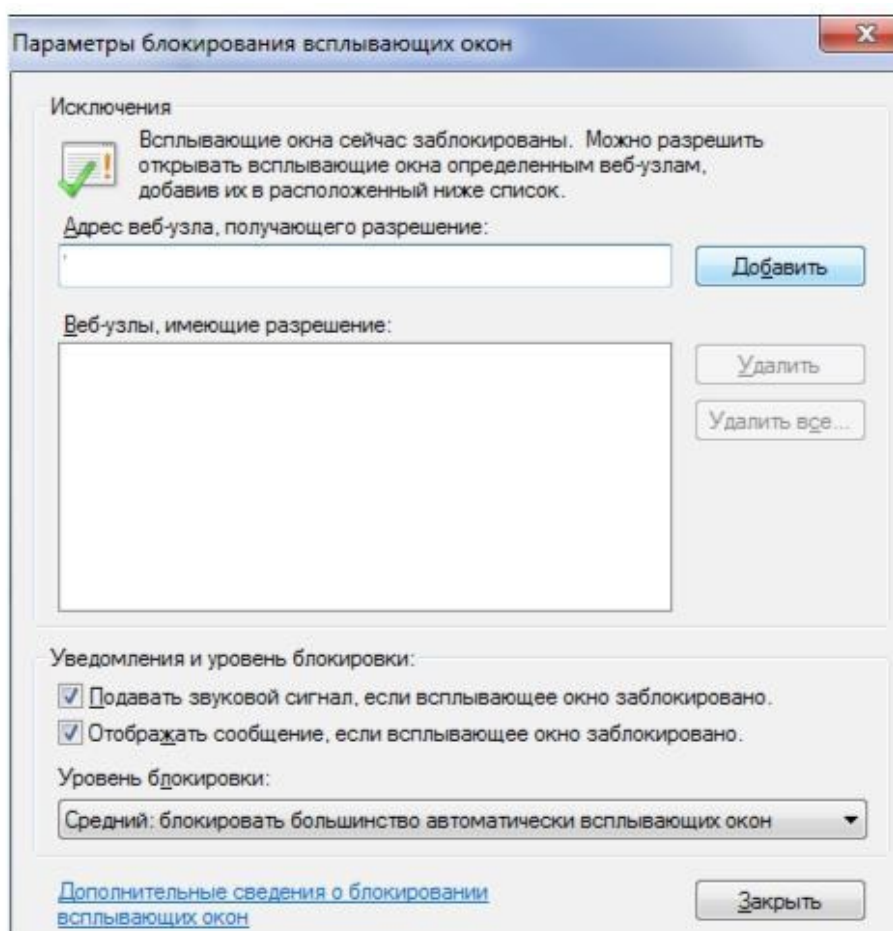 Параметры блокирования всплывающих окон
Исключения
Всплывающие окна сейчас заблокированы. Можно разрешить
открывать всплывающие окна определенным веб-узлам,
добавив их в расположенный ниже список.
Адрес веб-узла, получающего разрешение:
Добавить
Веб-узлы, имеющие разрешение:
Удалить
Удалить все...
Уведомления и уровень блокировки:
Подавать звуковой сигнал, если всплывающее окно заблокировано.
Отображать сообщение, если всплывающее окно заблокировано.
Уровень блокировки:
Средний: блокировать большинство автоматически всплывающих окон
Дополнительные сведения о блокировании
всплывающих окон
Закрыть